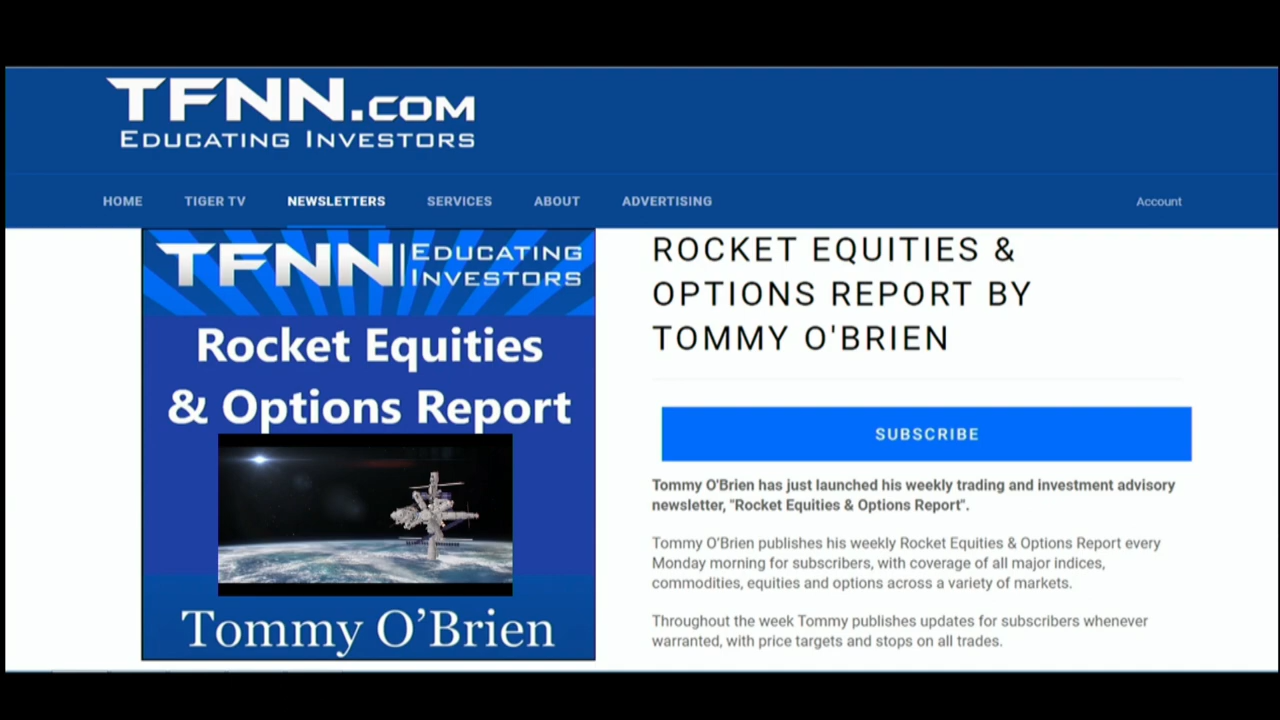 TFNN.COM
EDUCATING INVESTORS
HOME TIGER TV NEWSLETTERS SERVICES ABOUT ADVERTISING Account
TFNN EDUCATING
INVESTORS
Rocket Equities
& Options Report
Tommy O’Brien
ROCKET EQUITIES &
OPTIONS REPORT BY
TOMMY O'BRIEN
SUBSCRIBE
Tommy O'Brien has just launched his weekly trading and investment advisory
newsletter, "Rocket Equities & Options Report".
Tommy O'Brien publishes his weekly Rocket Equities & Options Report every
Monday morning for subscribers, with coverage of all major indices,
commodities, equities and options across a variety of markets.
Throughout the week Tommy publishes updates for subscribers whenever
warranted, with price targets and stops on all trades.